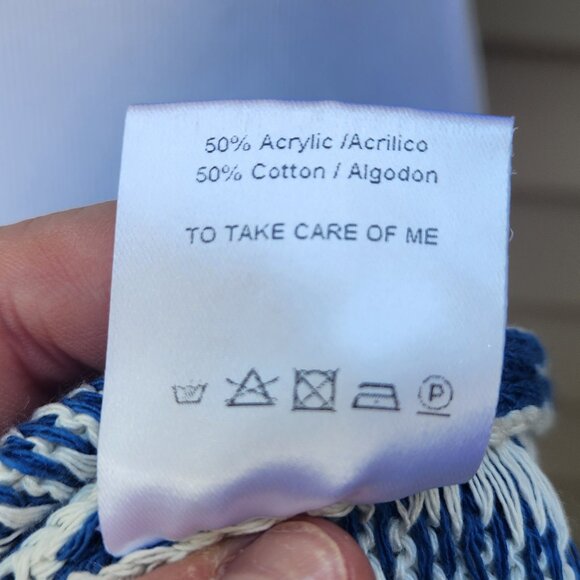 50% Acrylic /Acrilico
50% Cotton / Algodon
TO TAKE CARE OF ME
P